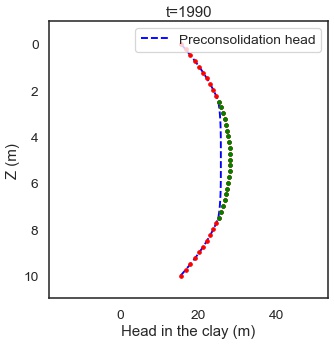 t=1990
Preconsolidation head
0
2
4
6
8
10
Z (m)
0
20
40
Head in the clay (m)